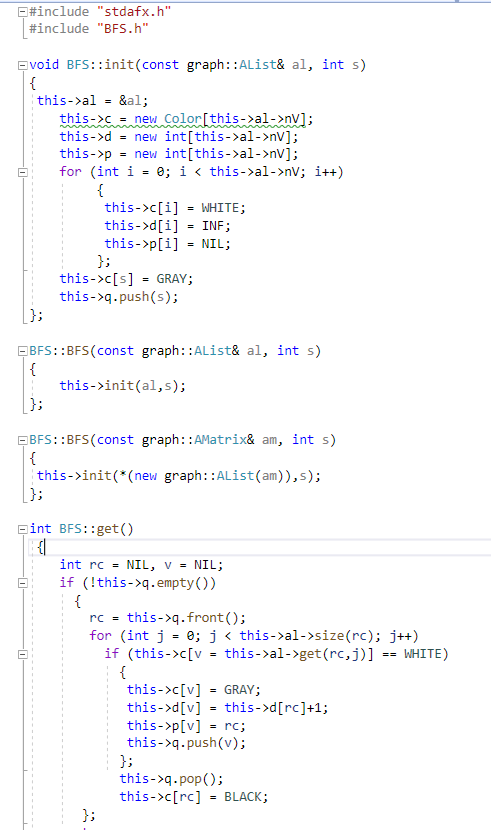 #include "stdafx.h"
#include "BFS.h"
void BFS::init(const graph::AList& al, int s)
{
this->al = &al;
this->c = new Color[this->al->nV];
this->d = new int[this->al->nV];
this->p = new int[this->al->nV];
for (int i = 0; i < this->al->nV; i++)
{
this->c[i] = WHITE;
this->d[i] = INF;
this->p[i] = NIL;
};
this->c[s] = GRAY;
this->q.push(s);
};
BFS::BFS(const graph::AList& al, int s)
{
this->init(al,s);
};
BFS::BFS(const graph::AMatrix& am, int s)
{
this->init(*(new graph::AList(am)),s);
};
int BFS::get()
{
int rc = NIL, v = NIL;
if (!this->q.empty())
{
rc = this->q.front();
for (int j = 0; j < this->al->size(rc); j++)
if (this->c[v = this->al->get(rc,j)] == WHITE)
{
this->c[v] = GRAY;
this->d[v] = this->d[rc]+1;
this->p[v] = rc;
this->q.push(v);
};
this->q.pop();
this->c[rc] = BLACK;
};